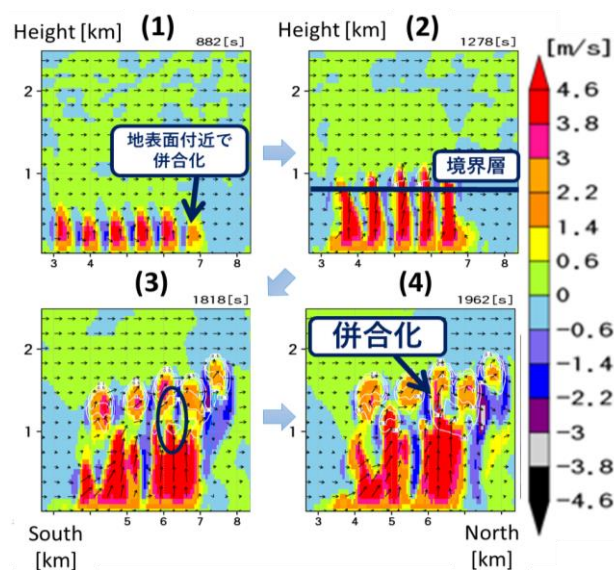 Height [km] (1) 882[s]
2
1
地表面付近で
併合化
3 4 5 6 7 8
Height [km] (2) 1278[s]
2
1
境界層
3 4 5 6 7 8
(3) 1818[s]
2
1
5 6 7 8
South
[km]
(4) 1962[s]
併合化
2
1
3 4 5 6 8
North
[km]
[m/s]
4.6
3.8
3
2.2
1.4
0.6
0
-0.6
-1.4
-2.2
-3
-3.8
-4.6